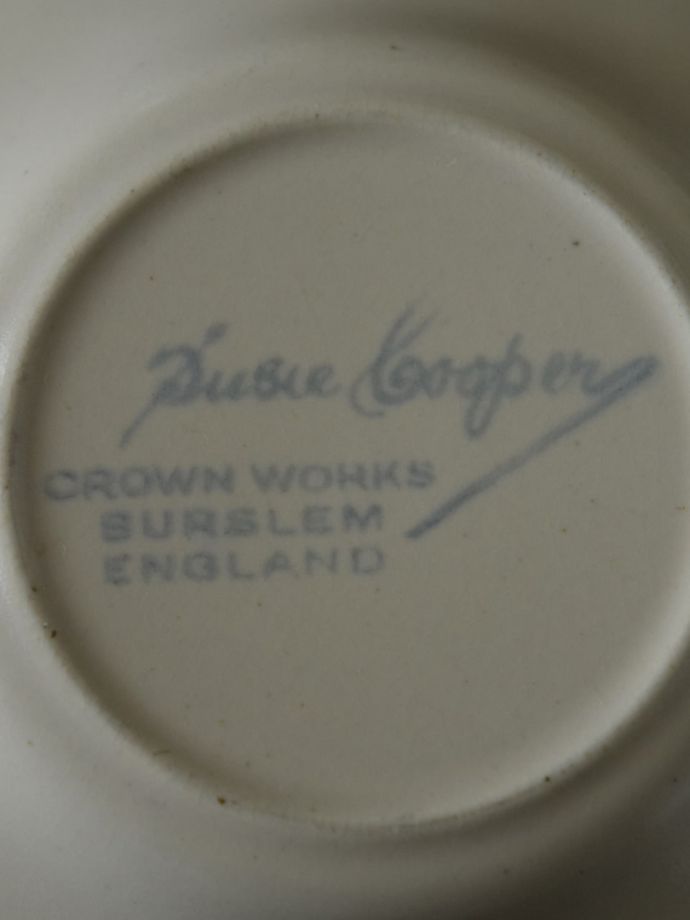 Susie Cooper
CROWN WORKS
BURSLEM
ENGLAND